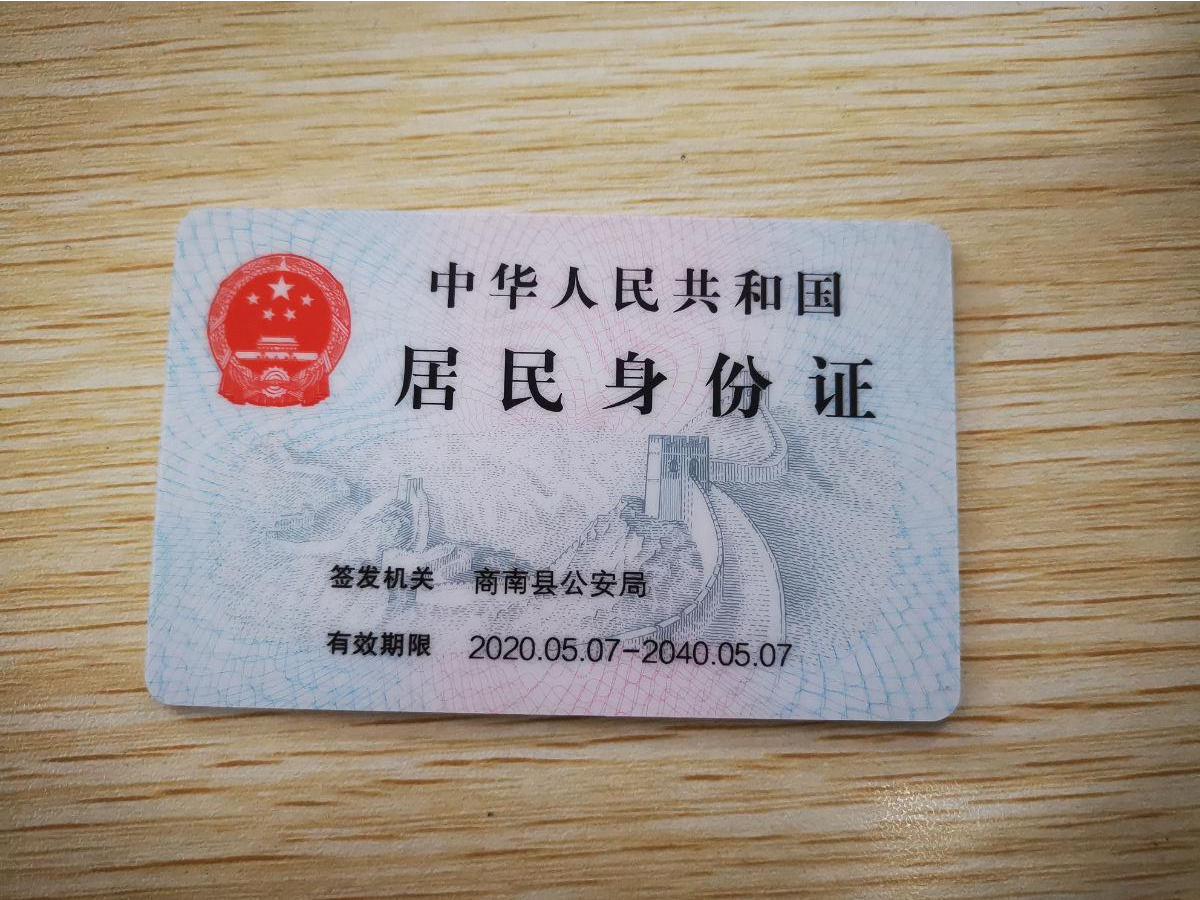 中华人民共和国
居民身份证
签发机关 商南县公安局
有效期限 2020.05.07-2040.05.07